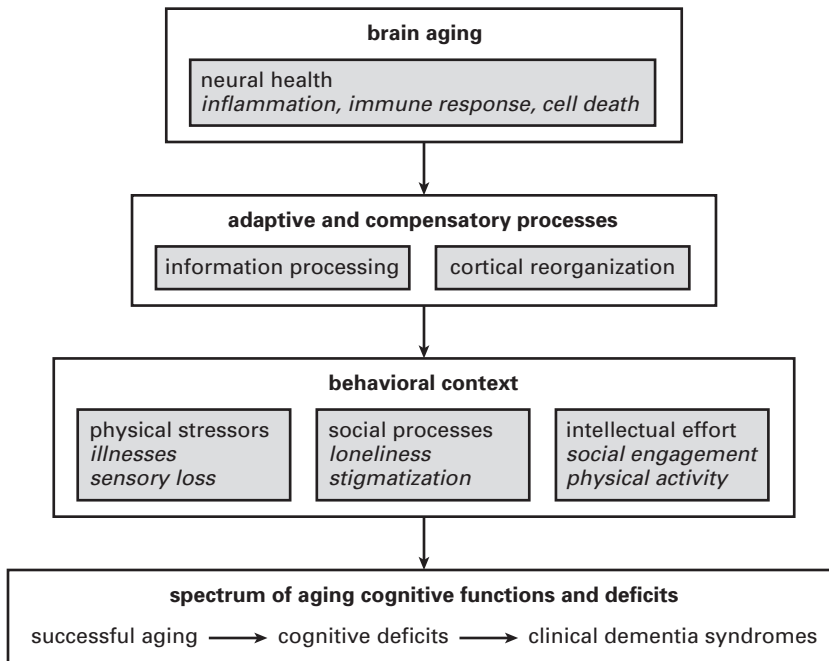 brain aging
neural health
inflammation, immune response, cell death
adaptive and compensatory processes
information processing
cortical reorganization
behavioral context
physical stressors
illnesses
sensory loss
social processes
loneliness
stigmatization
intellectual effort
social engagement
physical activity
spectrum of aging cognitive functions and deficits
successful aging
cognitive deficits
clinical dementia syndromes